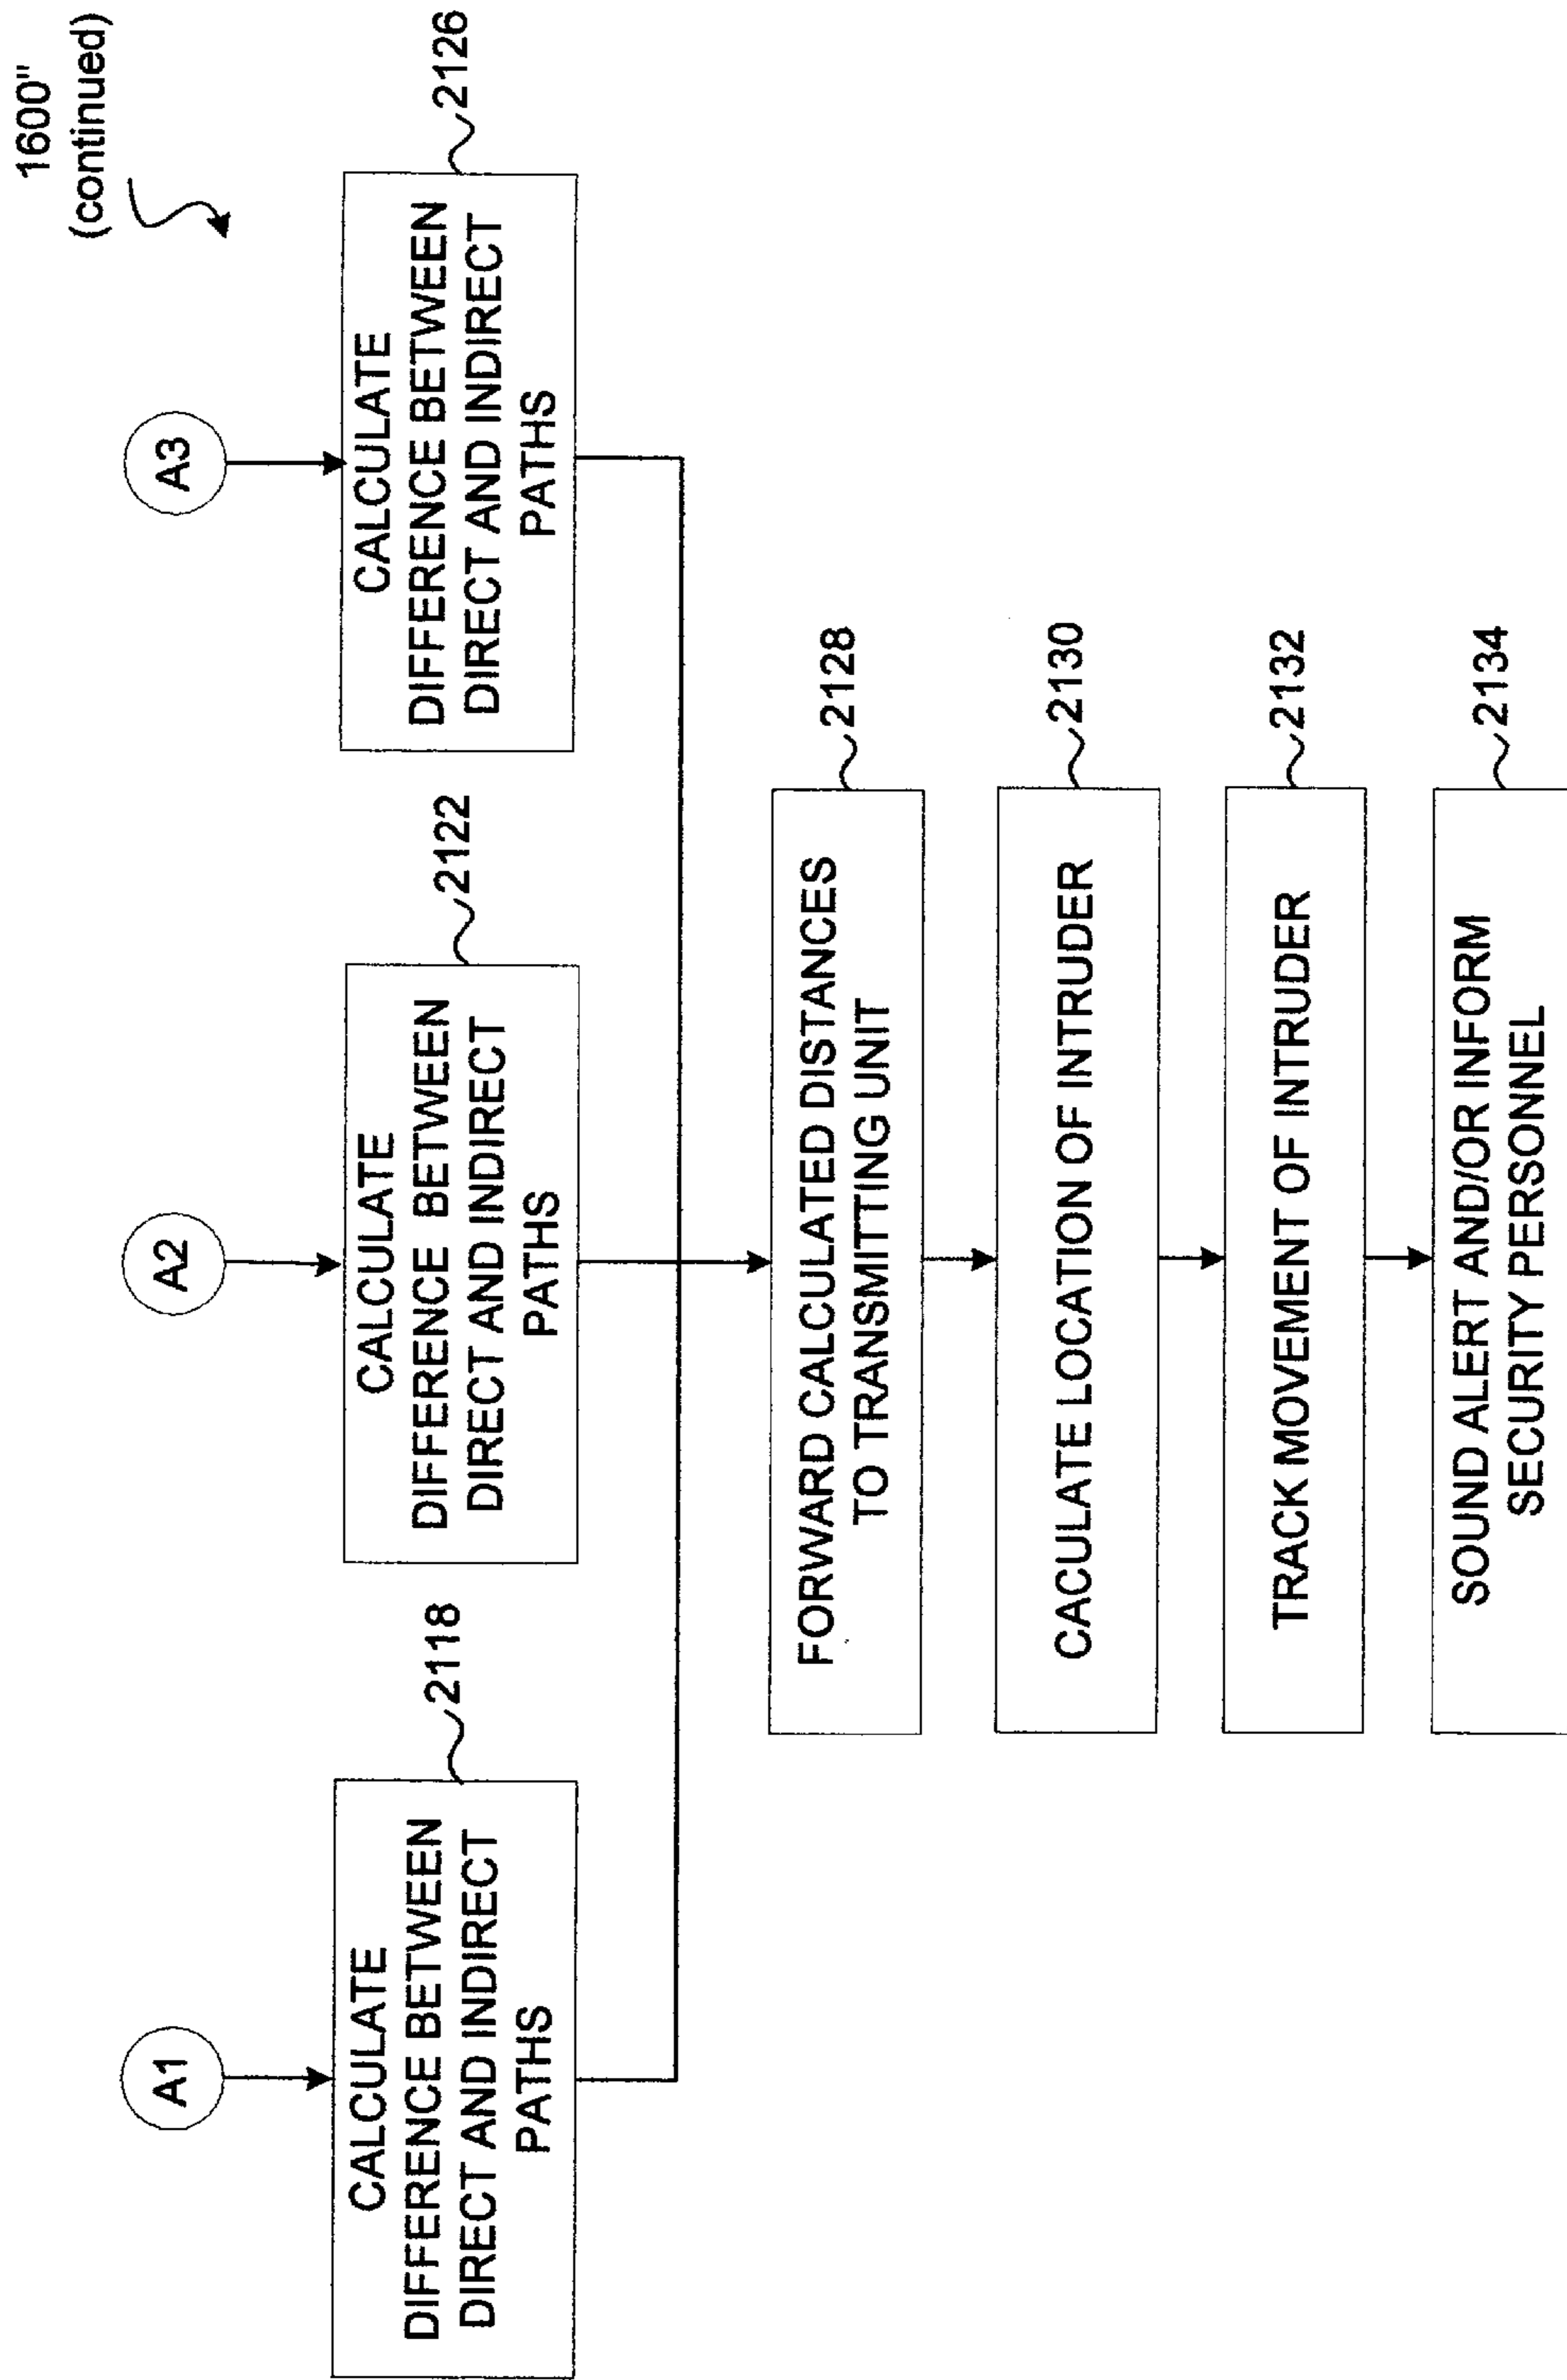 1600"
(continued)
A1
A2
A3
CALCULATE
DIFFERENCE BETWEEN
DIRECT AND INDIRECT
PATHS
2118
CALCULATE
DIFFERENCE BETWEEN
DIRECT AND INDIRECT
PATHS
2122
CALCULATE
DIFFERENCE BETWEEN
DIRECT AND INDIRECT
PATHS
2126
FORWARD CALCULATED DISTANCES
TO TRANSMITTING UNIT
2128
CACULATE LOCATION OF INTRUDER
2130
TRACK MOVEMENT OF INTRUDER
2132
SOUND ALERT AND/OR INFORM
SECURITY PERSONNEL
2134